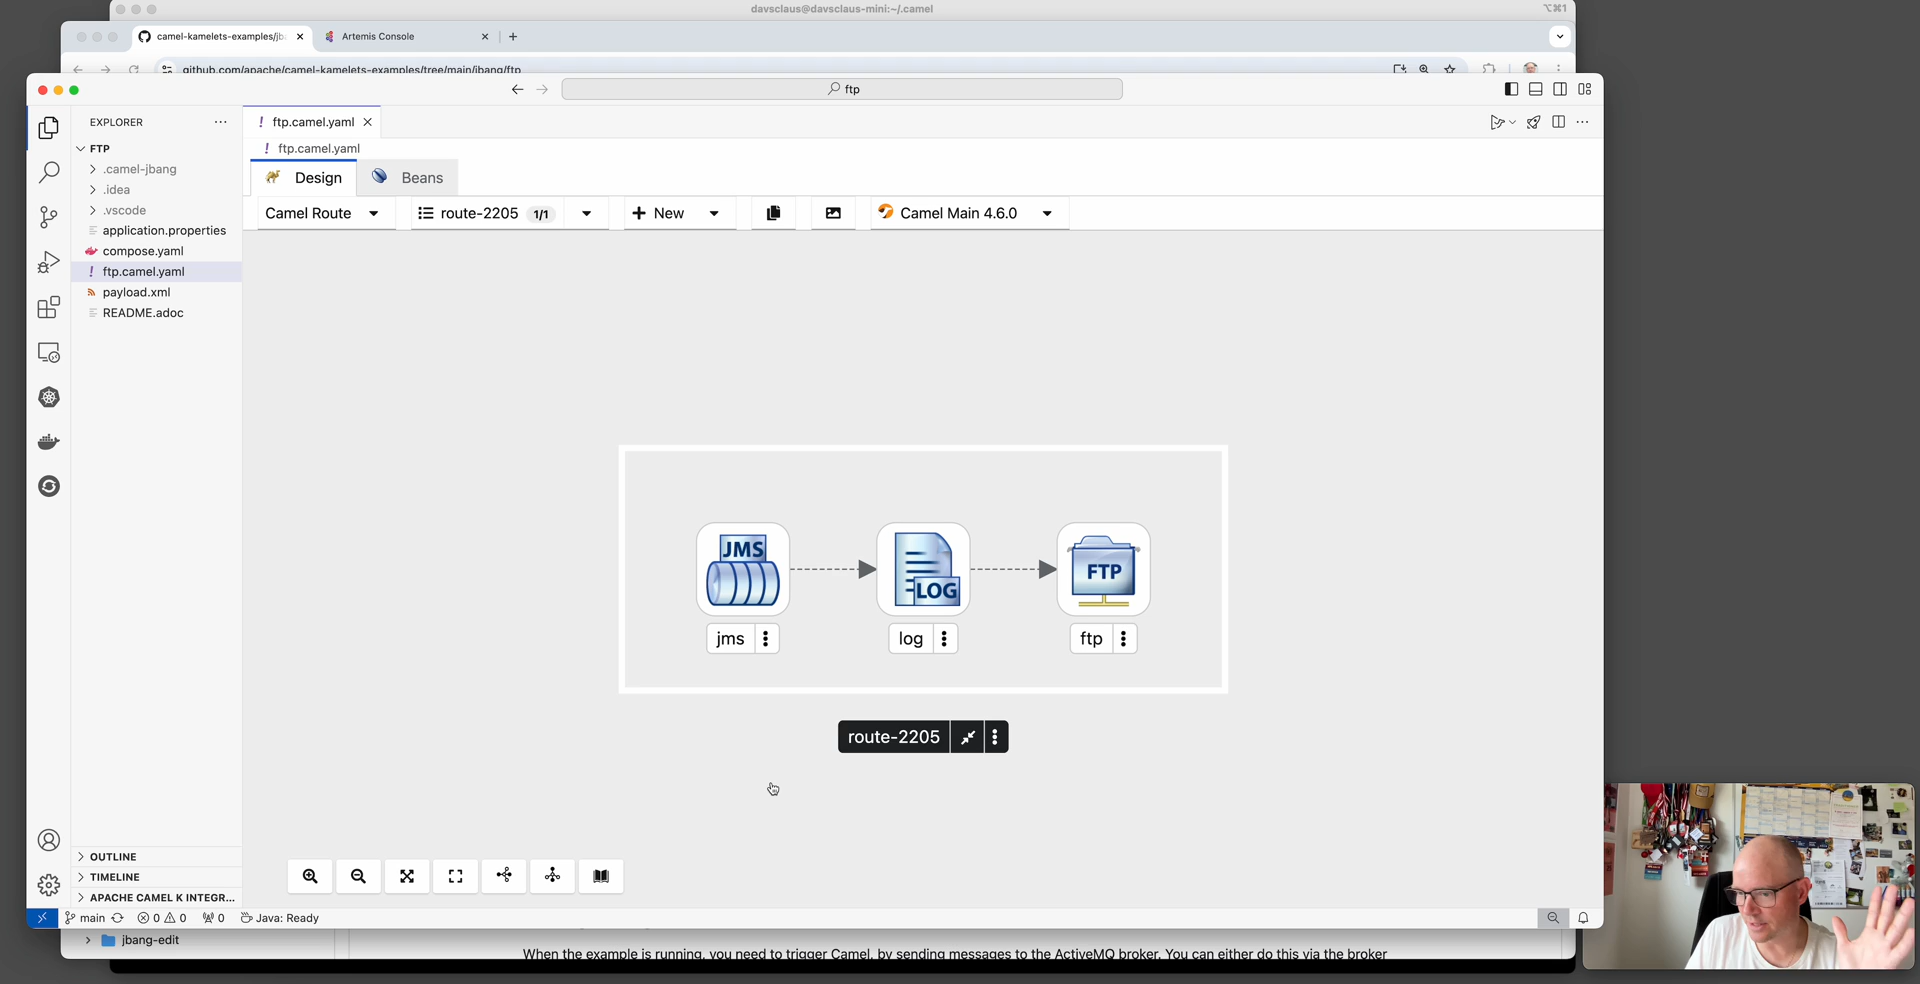 davsclaus@davsclaus-mini:~/.camel
⌥⌘1
camel-kamelets-examples/jba
Artemis Console
github.com/apache/camel-kamelets-examples/tree/main/jbang/ftp
ftp
EXPLORER
ftp.camel.yaml
FTP
ftp.camel.yaml
.camel-jbang
Design
Beans
.idea
.vscode
Camel Route
route-2205
1/1
New
Camel Main 4.6.0
application.properties
compose.yaml
ftp.camel.yaml
payload.xml
README.adoc
JMS
LOG
FTP
jms
log
ftp
route-2205
OUTLINE
TIMELINE
APACHE CAMEL K INTEGR...
main
0
0
0
Java: Ready
jbang-edit
When the example is running, you need to trigger Camel, by sending messages to the ActiveMQ broker. You can either do this via the broker